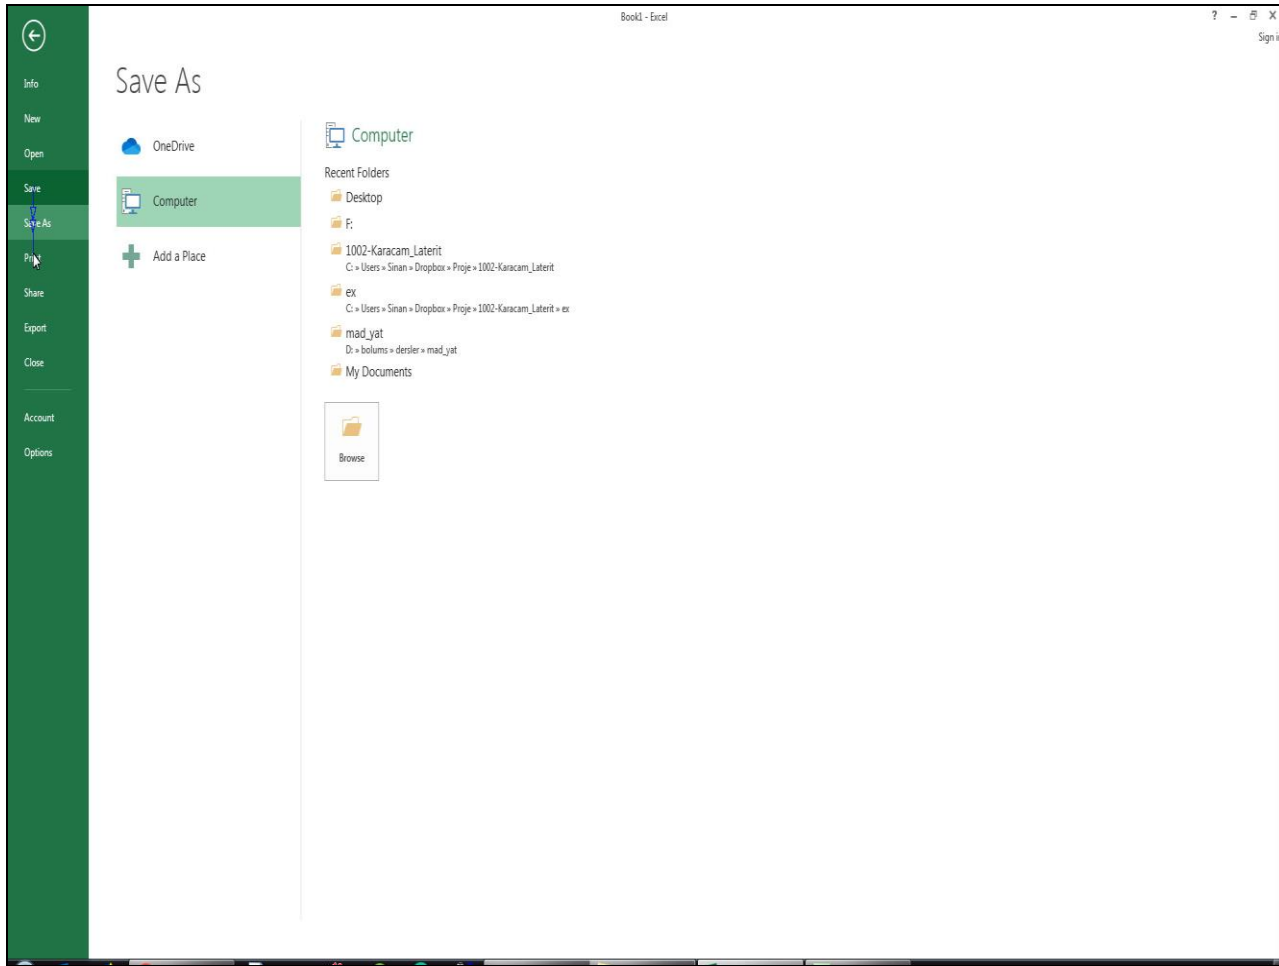 Book1 - Excel
?
Sign i
Info
New
Open
Save
Save As
Print
Share
Export
Close
Account
Options
Save As
OneDrive
Computer
Add a Place
Computer
Recent Folders
Desktop
F:
1002-Karacam_Laterit
C: » Users » Sinan » Dropbox » Proje » 1002-Karacam_Laterit
ex
C: » Users » Sinan » Dropbox » Proje » 1002-Karacam_Laterit » ex
mad_yat
D: » bolums » dersler » mad_yat
My Documents
Browse